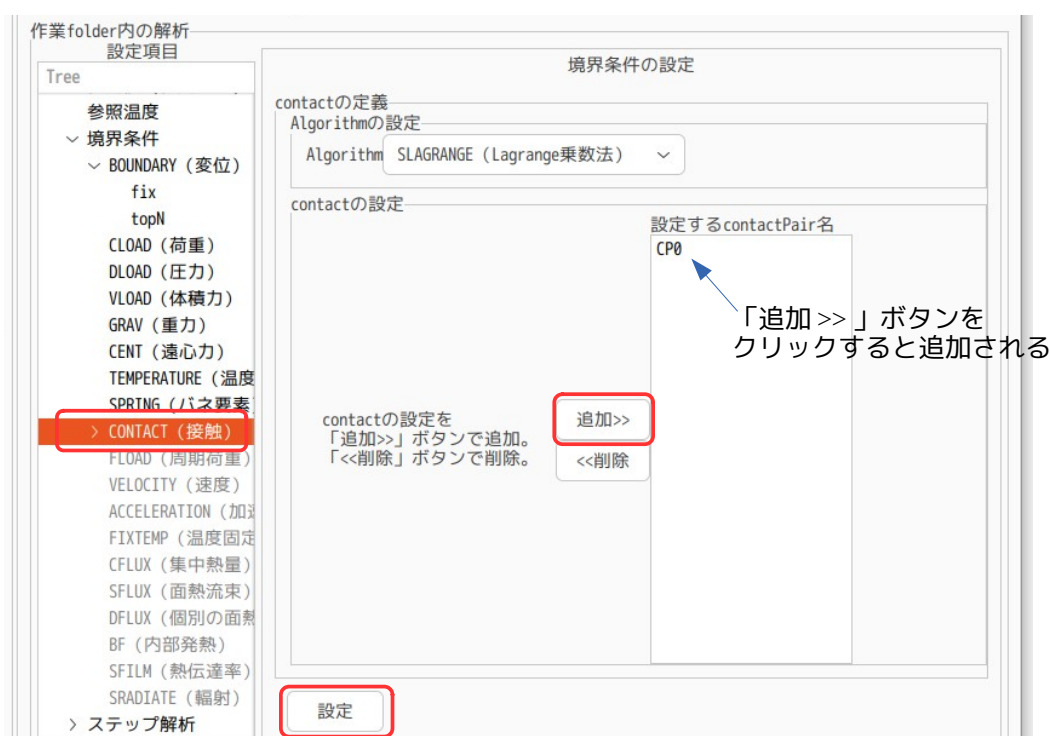 作業folder内の解析
設定項目
Tree
参照温度
境界条件
BOUNDARY (変位)
fix
topN
CLOAD (荷重)
DLOAD (圧力)
VLOAD (体積力)
GRAV (重力)
CENT (遠心力)
TEMPERATURE (温度
SPRING (バネ要素
CONTACT (接触)
FLOAD (周期荷重)
VELOCITY (速度)
ACCELERATION (加速
FIXTEMP (温度固定
CFLUX (集中熱量)
SFLUX (面熱流束)
DFLUX (個別の面熱
BF (内部発熱)
SFILM (熱伝達率)
SRADIATE (輻射)
ステップ解析
境界条件の設定
contactの定義
Algorithmの設定
Algorithm SLAGRANGE (Lagrange乗数法)
contactの設定
設定するcontactPair名
CP0
「追加 >> 」ボタンを
クリックすると追加される
contactの設定を
「追加>>」ボタンで追加。
「<<削除」ボタンで削除。
追加>>
<<削除
設定